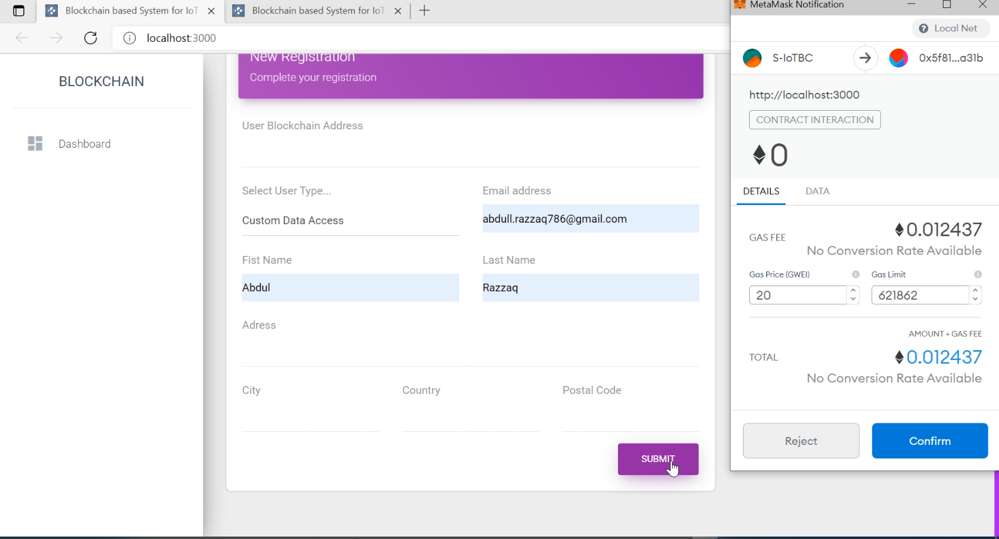 Blockchain based System for IoT
Blockchain based System for IoT
localhost:3000
BLOCKCHAIN
Dashboard
New Registration
Complete your registration
User Blockchain Address
Select User Type...
Email address
Custom Data Access
abdull.razzaq786@gmail.com
Fist Name
Last Name
Abdul
Razzaq
Adress
City
Country
Postal Code
SUBMIT
MetaMask Notification
Local Net
S-IoTBC
0x5f81...a31b
http://localhost:3000
CONTRACT INTERACTION
0
DETAILS
DATA
GAS FEE
0.012437
No Conversion Rate Available
Gas Price (GWEI)
Gas Limit
20
621862
AMOUNT + GAS FEE
TOTAL
0.012437
No Conversion Rate Available
Reject
Confirm